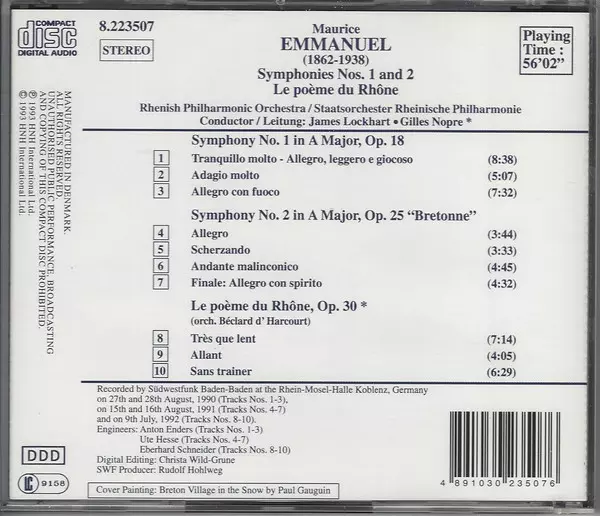 COMPACT
disc
DIGITAL AUDIO
8.223507
STEREO
Maurice
EMMANUEL
(1862-1938)
Symphonies Nos. 1 and 2
Le poème du Rhône
Playing
Time :
56'02"
Rhenish Philharmonic Orchestra / Staatsorchester Rheinische Philharmonie
Conductor / Leitung: James Lockhart • Gilles Nopre *
Symphony No. 1 in A Major, Op. 18
1 Tranquillo molto - Allegro, leggero e giocoso (8:38)
2 Adagio molto (5:07)
3 Allegro con fuoco (7:32)
Symphony No. 2 in A Major, Op. 25 "Bretonne"
4 Allegro (3:44)
5 Scherzando (3:33)
6 Andante malinconico (4:45)
7 Finale: Allegro con spirito (4:32)
Le poème du Rhône, Op. 30 *
(orch. Béclard d' Harcourt)
8 Très que lent (7:14)
9 Allant (4:05)
10 Sans trainer (6:29)
Recorded by Südwestfunk Baden-Baden at the Rhein-Mosel-Halle Koblenz, Germany
on 27th and 28th August, 1990 (Tracks Nos. 1-3),
on 15th and 16th August, 1991 (Tracks Nos. 4-7)
and on 9th July, 1992 (Tracks Nos. 8-10).
Engineers: Anton Enders (Tracks Nos. 1-3)
Ute Hesse (Tracks Nos. 4-7)
Eberhard Schneider (Tracks Nos. 8-10)
Digital Editing: Christa Wild-Grune
SWF Producer: Rudolf Hohlweg
Cover Painting: Breton Village in the Snow by Paul Gauguin
MANUFACTURED IN DENMARK.
ALL RIGHTS RESERVED.
UNAUTHORISED PUBLIC PERFORMANCE, BROADCASTING
AND COPYING OF THIS COMPACT DISC PROHIBITED.
℗ 1993 HNH International Ltd.
© 1993 HNH International Ltd.
DDD
LC 9158
4 891030 235076